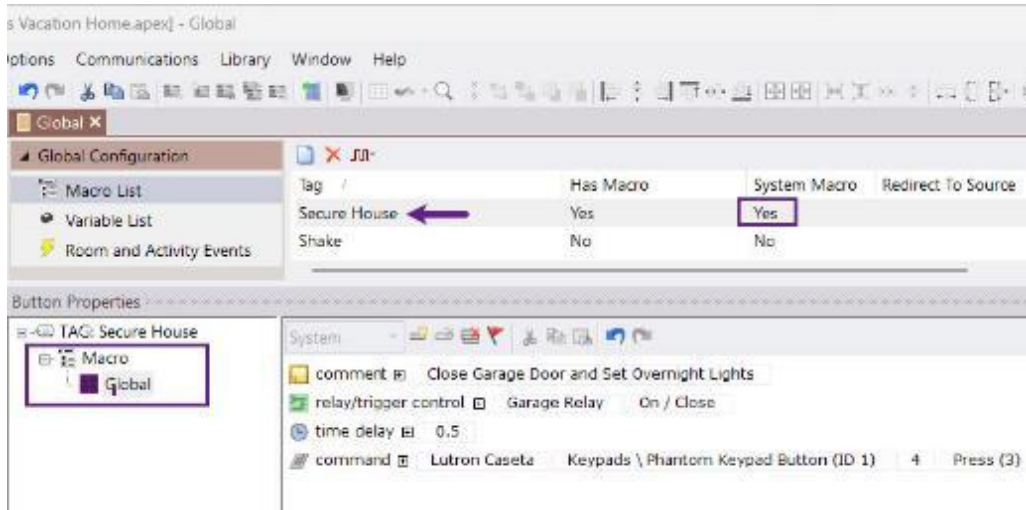 s Vacation Home.apex] - Global
ptions Communications Library Window Help
Global
Global Configuration
Macro List
Variable List
Room and Activity Events
Tag Has Macro System Macro Redirect To Source
Secure House Yes Yes
Shake No No
Button Properties
TAG: Secure House
Macro
Global
System
comment Close Garage Door and Set Overnight Lights
relay/trigger control Garage Relay On / Close
time delay 0.5
command Lutron Caseta Keypads \ Phantom Keypad Button (ID 1) 4 Press (3)